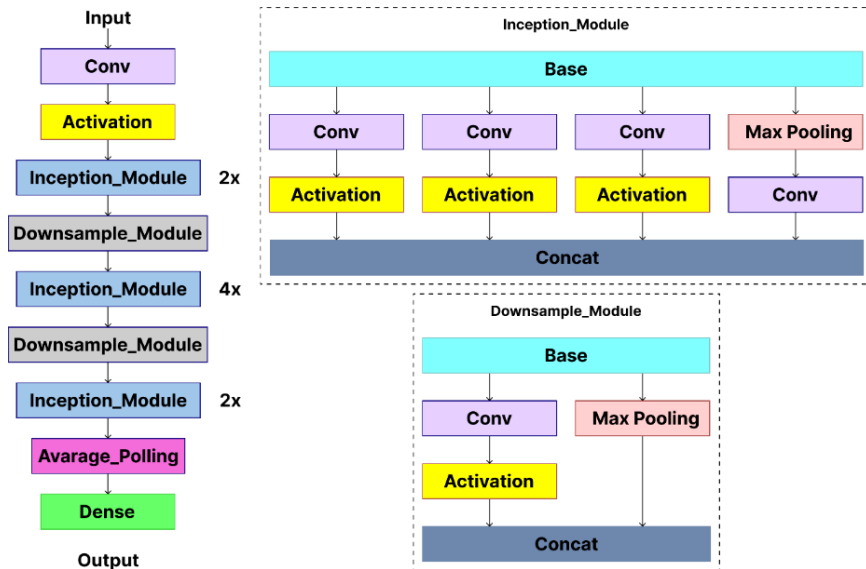 Input
Conv
Activation
Inception_Module 2x
Downsample_Module
Inception_Module 4x
Downsample_Module
Inception_Module 2x
Avarage_Polling
Dense
Output
Inception_Module
Base
Conv Conv Conv Max Pooling
Activation Activation Activation Conv
Concat
Downsample_Module
Base
Conv Max Pooling
Activation
Concat